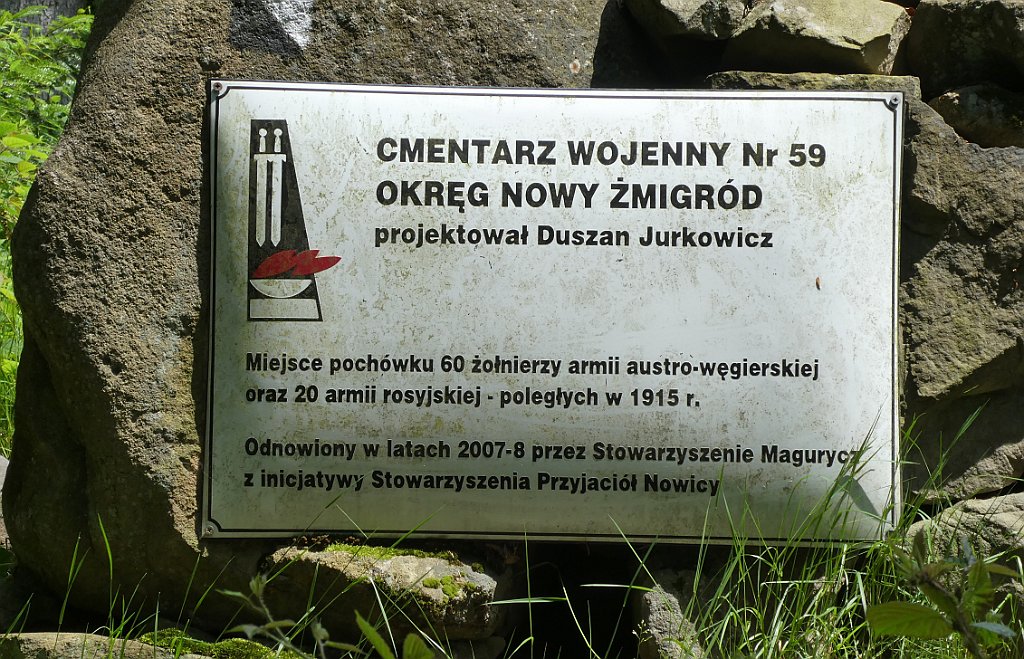 CMENTARZ WOJENNY Nr 59
OKRĘG NOWY ŻMIGRÓD
projektował Duszan Jurkowicz
Miejsce pochówku 60 żołnierzy armii austro-węgierskiej
oraz 20 armii rosyjskiej - poległych w 1915 r.
Odnowiony w latach 2007-8 przez Stowarzyszenie Magurycz
z inicjatywy Stowarzyszenia Przyjaciół Nowicy